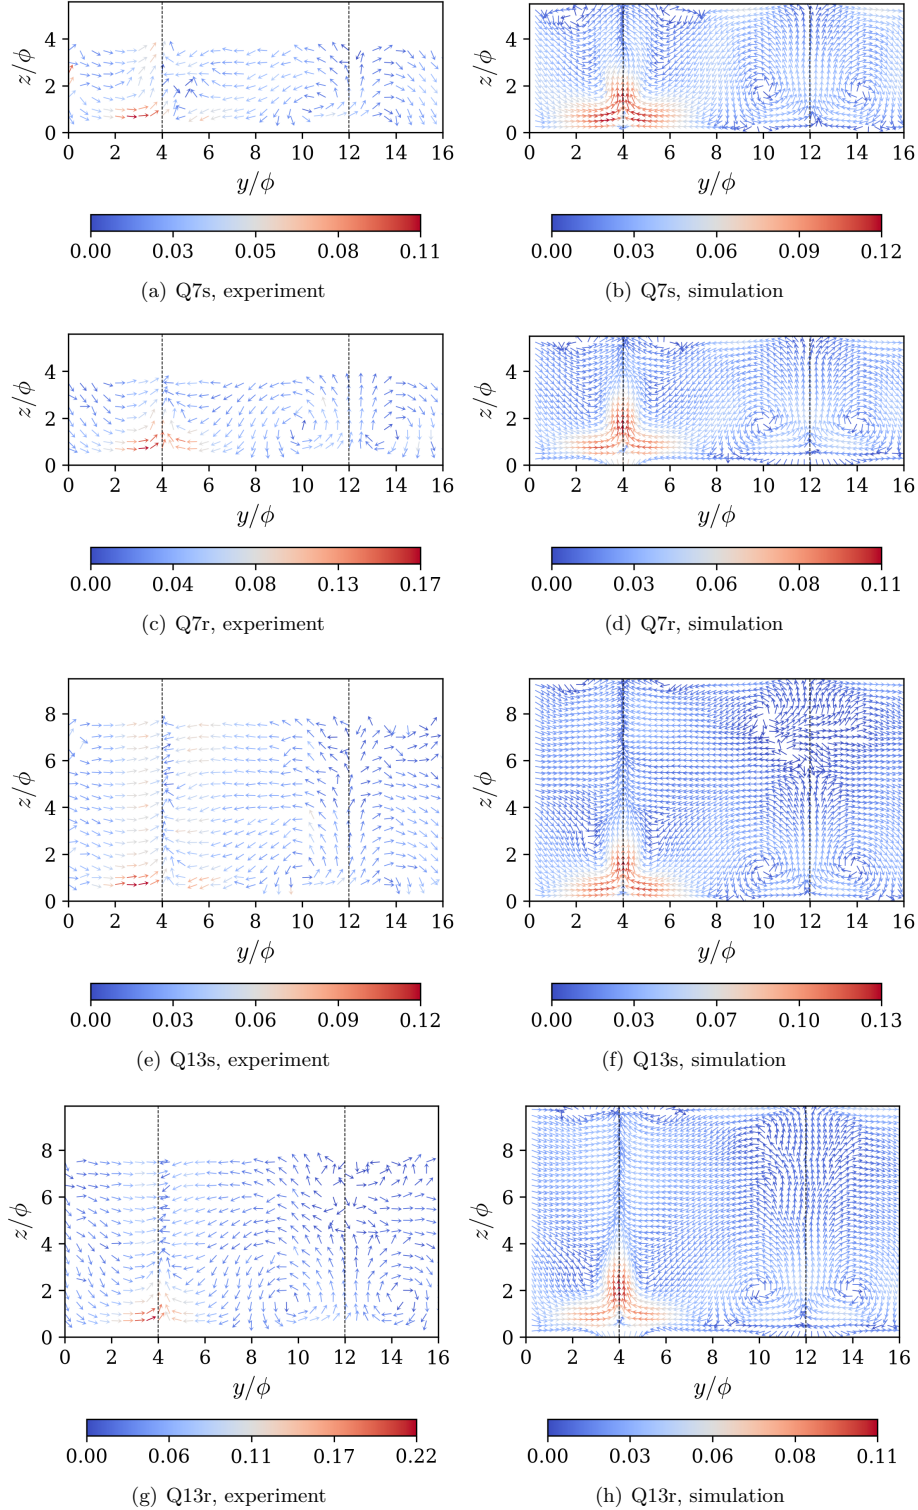 4
2
0
z/ϕ
0 2 4 6 8 10 12 14 16
y/ϕ
0.00 0.03 0.05 0.08 0.11
(a) Q7s, experiment
4
2
0
z/ϕ
0 2 4 6 8 10 12 14 16
y/ϕ
0.00 0.03 0.06 0.09 0.12
(b) Q7s, simulation
4
2
0
z/ϕ
0 2 4 6 8 10 12 14 16
y/ϕ
0.00 0.04 0.08 0.13 0.17
(c) Q7r, experiment
4
2
0
z/ϕ
0 2 4 6 8 10 12 14 16
y/ϕ
0.00 0.03 0.06 0.08 0.11
(d) Q7r, simulation
8
6
4
2
0
z/ϕ
0 2 4 6 8 10 12 14 16
y/ϕ
0.00 0.03 0.06 0.09 0.12
(e) Q13s, experiment
8
6
4
2
0
z/ϕ
0 2 4 6 8 10 12 14 16
y/ϕ
0.00 0.03 0.07 0.10 0.13
(f) Q13s, simulation
8
6
4
2
0
z/ϕ
0 2 4 6 8 10 12 14 16
y/ϕ
0.00 0.06 0.11 0.17 0.22
(g) Q13r, experiment
8
6
4
2
0
z/ϕ
0 2 4 6 8 10 12 14 16
y/ϕ
0.00 0.03 0.06 0.08 0.11
(h) Q13r, simulation